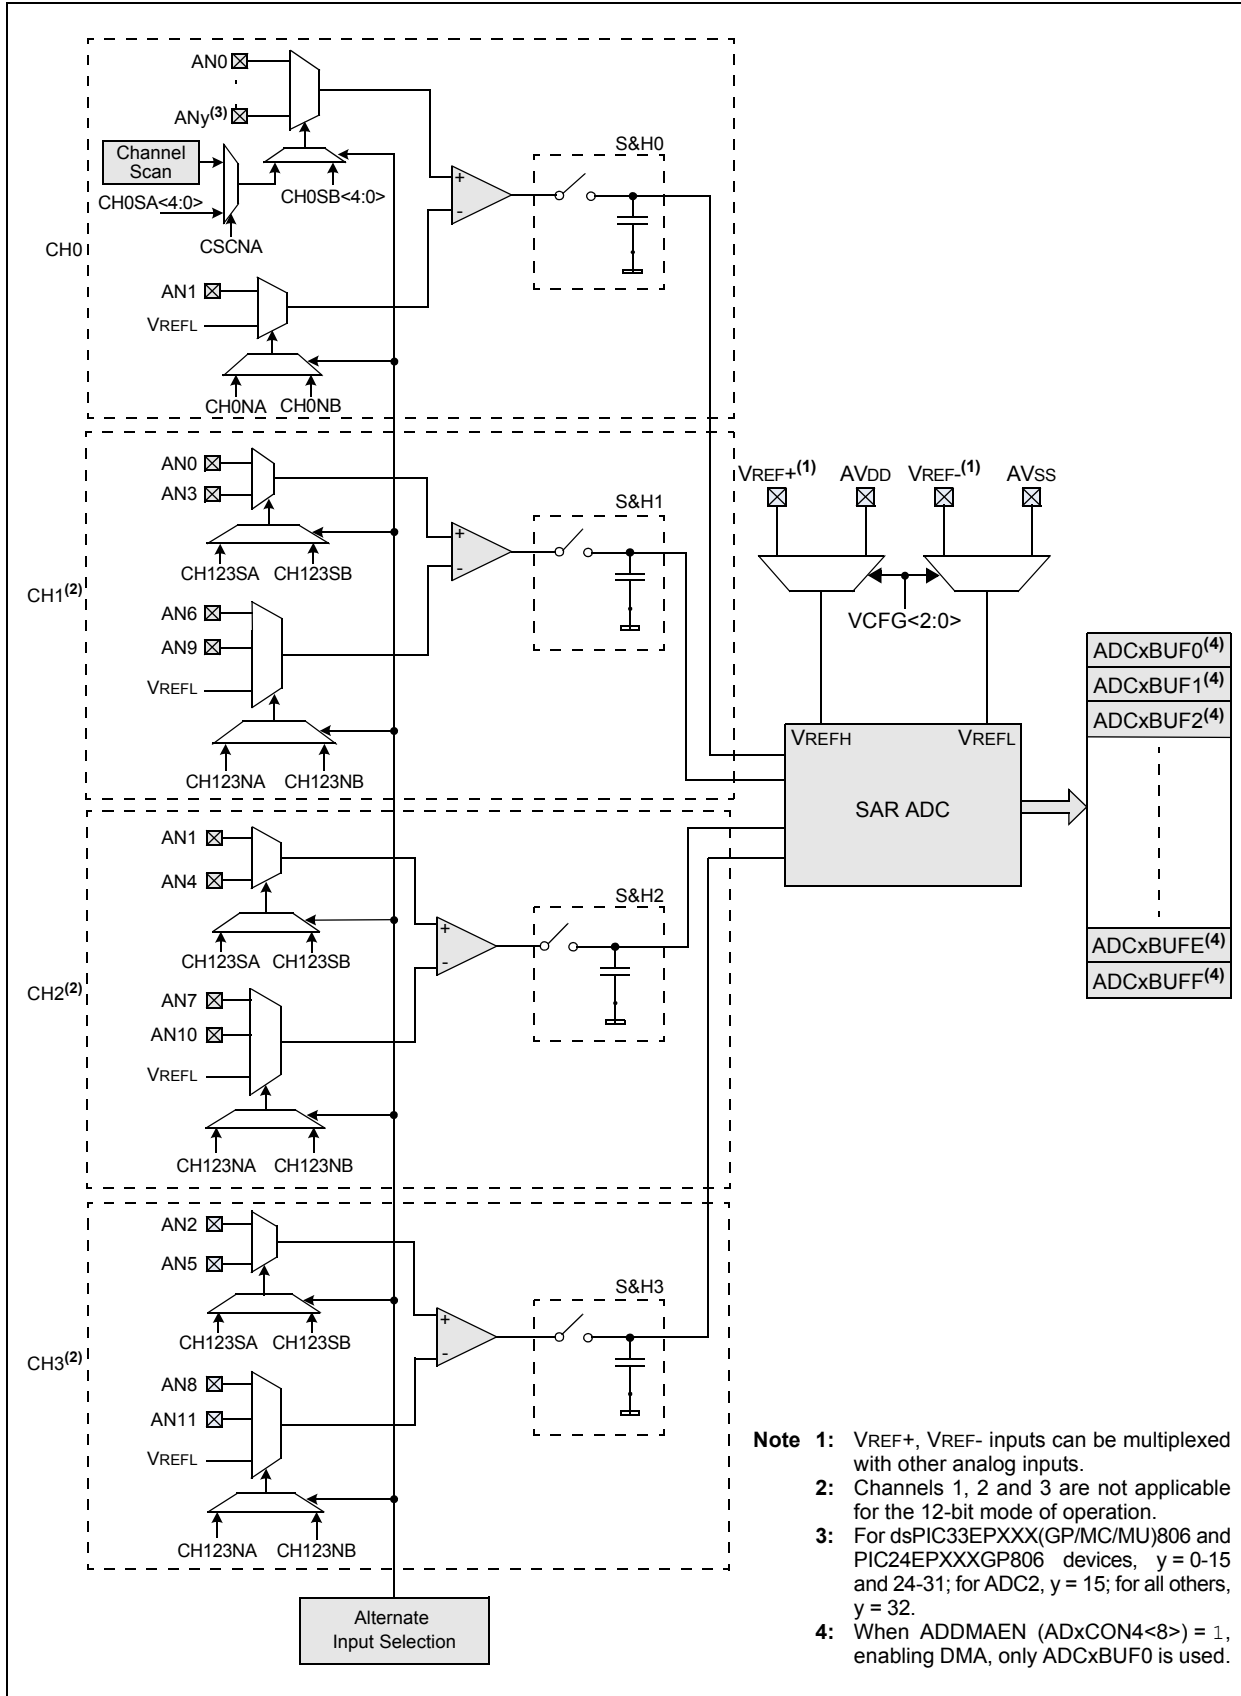 AN0
ANy(3)
Channel
Scan
CH0SA<4:0>
CH0SB<4:0>
CSCNA
CH0
AN1
VREFL
CH0NA
CH0NB
+
-
S&H0
AN0
AN3
CH123SA
CH123SB
CH1(2)
AN6
AN9
VREFL
CH123NA
CH123NB
+
-
S&H1
AN1
AN4
CH123SA
CH123SB
CH2(2)
AN7
AN10
VREFL
CH123NA
CH123NB
+
-
S&H2
AN2
AN5
CH123SA
CH123SB
CH3(2)
AN8
AN11
VREFL
CH123NA
CH123NB
+
-
S&H3
Alternate
Input Selection
VREF+(1)
AVDD
VREF-(1)
AVSS
VCFG<2:0>
VREFH
VREFL
SAR ADC
ADCxBUF0(4)
ADCxBUF1(4)
ADCxBUF2(4)
ADCxBUFE(4)
ADCxBUFF(4)
Note 1: VREF+, VREF- inputs can be multiplexed
with other analog inputs.
2: Channels 1, 2 and 3 are not applicable
for the 12-bit mode of operation.
3: For dsPIC33EPXXX(GP/MC/MU)806 and
PIC24EPXXXGP806 devices, y = 0-15
and 24-31; for ADC2, y = 15; for all others,
y = 32.
4: When ADDMAEN (ADxCON4<8>) = 1,
enabling DMA, only ADCxBUF0 is used.